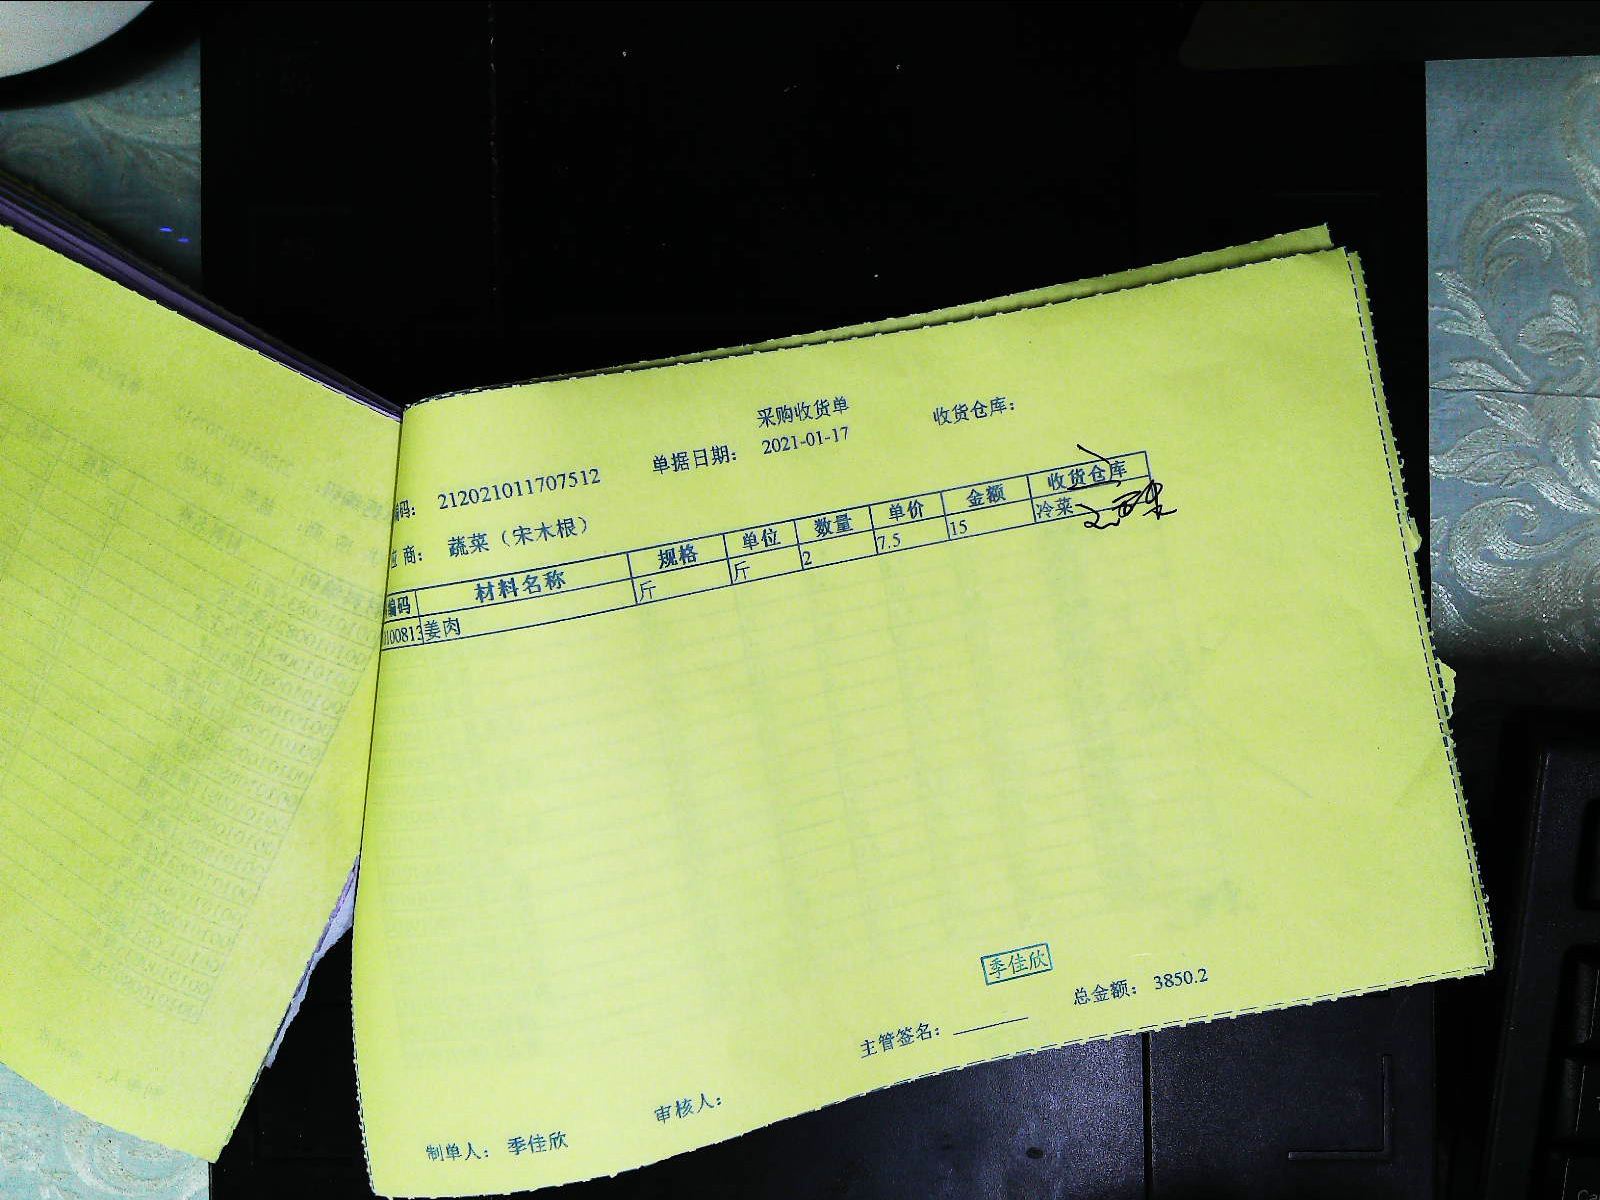 采购收货单
编码： 212021011707512 单据日期： 2021-01-17 收货仓库：
应商： 蔬菜（宋木根）
编码 材料名称 规格 单位 数量 单价 金额 收货仓库
100813 姜肉 斤 斤 2 7.5 15 冷菜
季佳欣
主管签名： 总金额： 3850.2
制单人： 季佳欣 审核人：